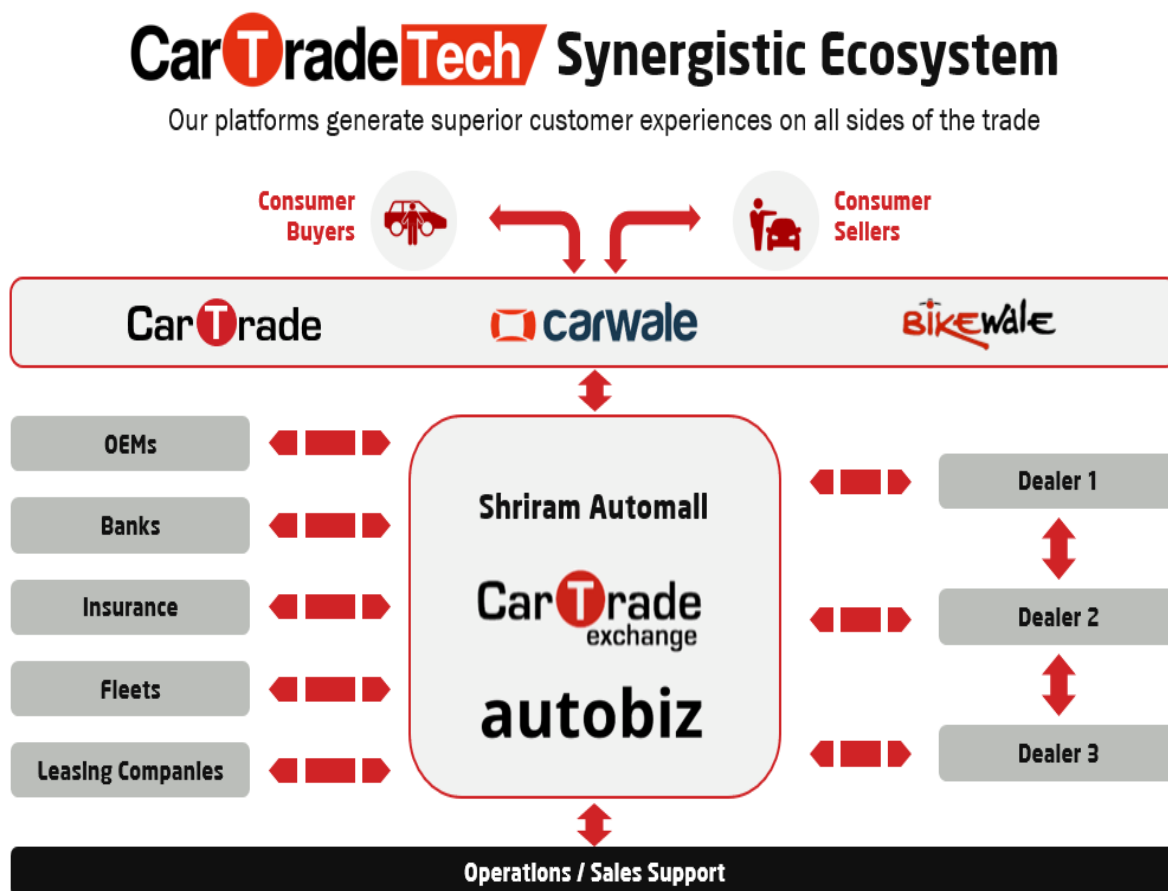 CarTradeTech Synergistic Ecosystem
Our platforms generate superior customer experiences on all sides of the trade
Consumer
Buyers
Consumer
Sellers
CarTrade
carwale
BikeWale
OEMs
Banks
Insurance
Fleets
Leasing Companies
Shriram Automall
CarTrade
exchange
autobiz
Dealer 1
Dealer 2
Dealer 3
Operations / Sales Support